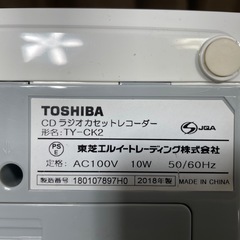 TOSHIBA
CDラジオカセットレコーダー
形名:TY-CK2
JQA
PS
E
東芝エルイートレーディング株式会社
定格: AC100V 10W 50/60Hz
製造番号 180107897H0 2018年製 MADE IN CHINA